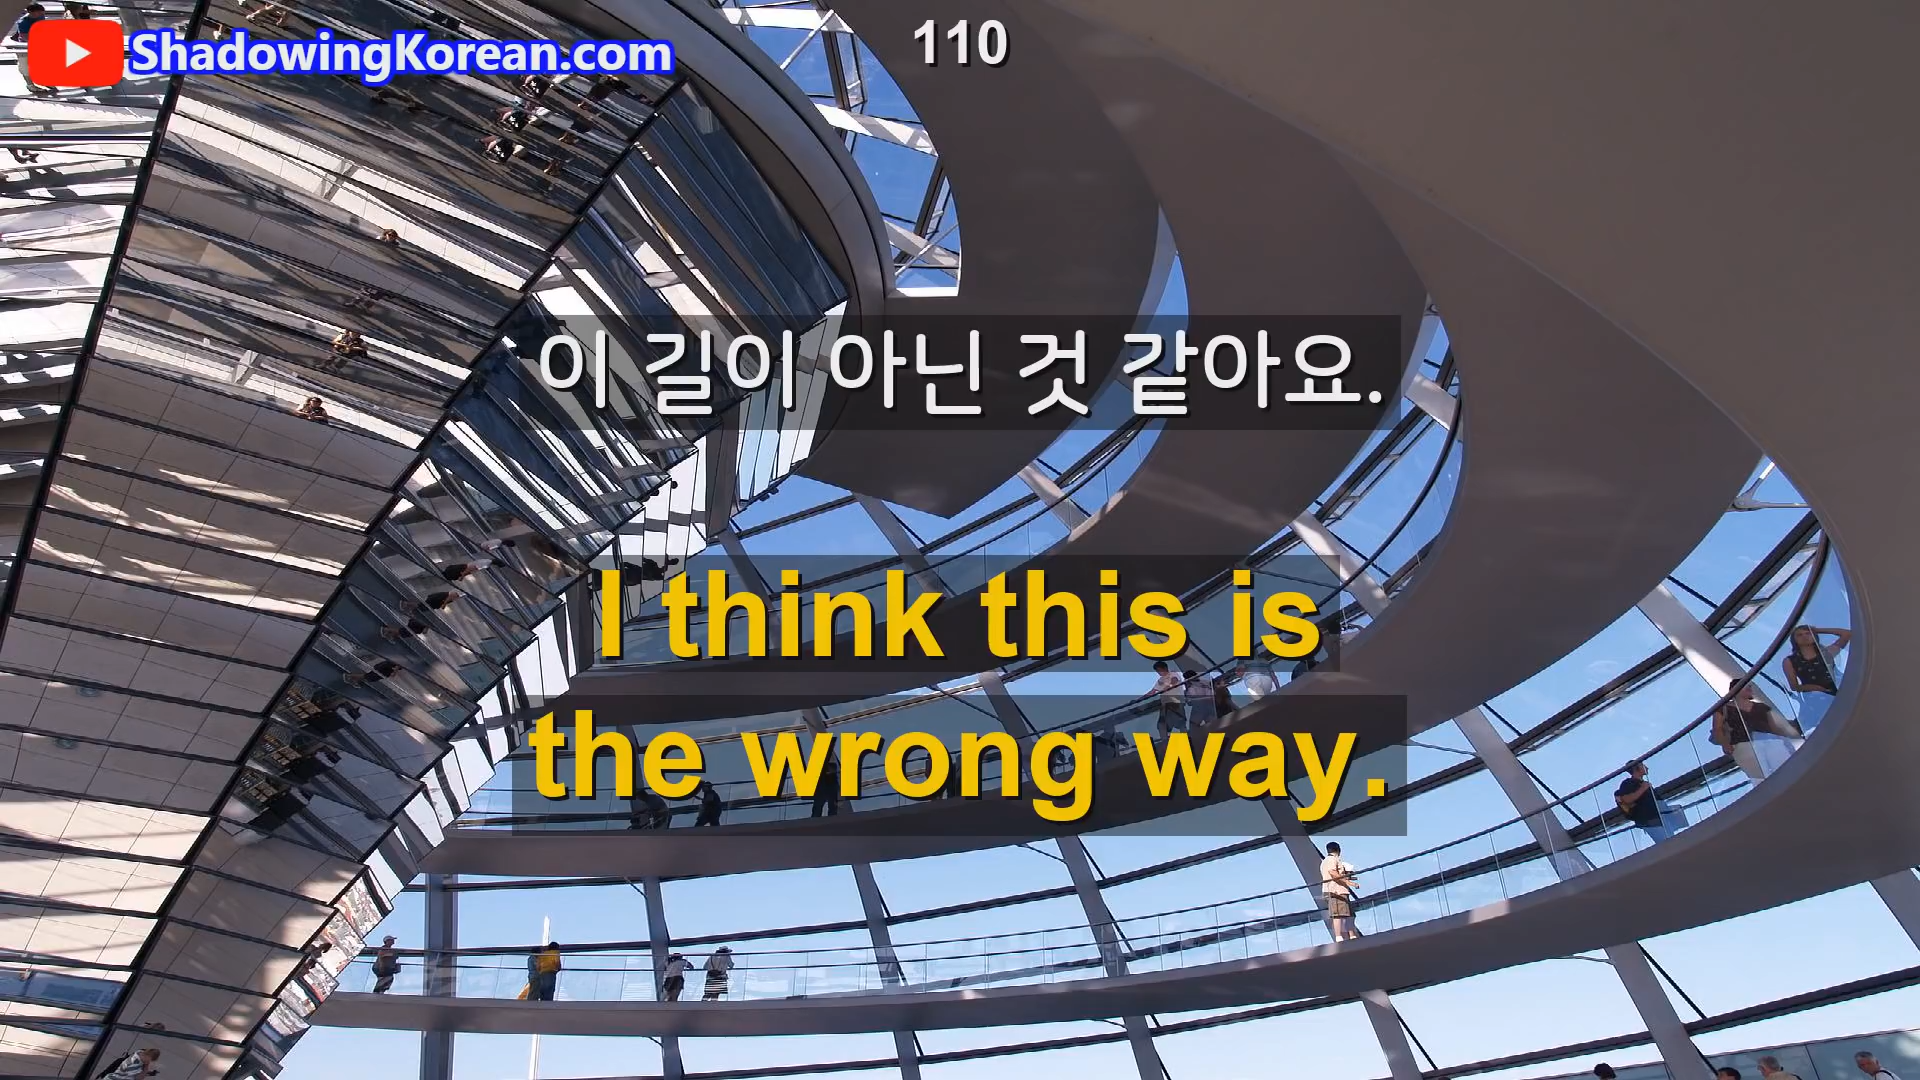 ShadowingKorean.com
110
이 길이 아닌 것 같아요.
I think this is
the wrong way.